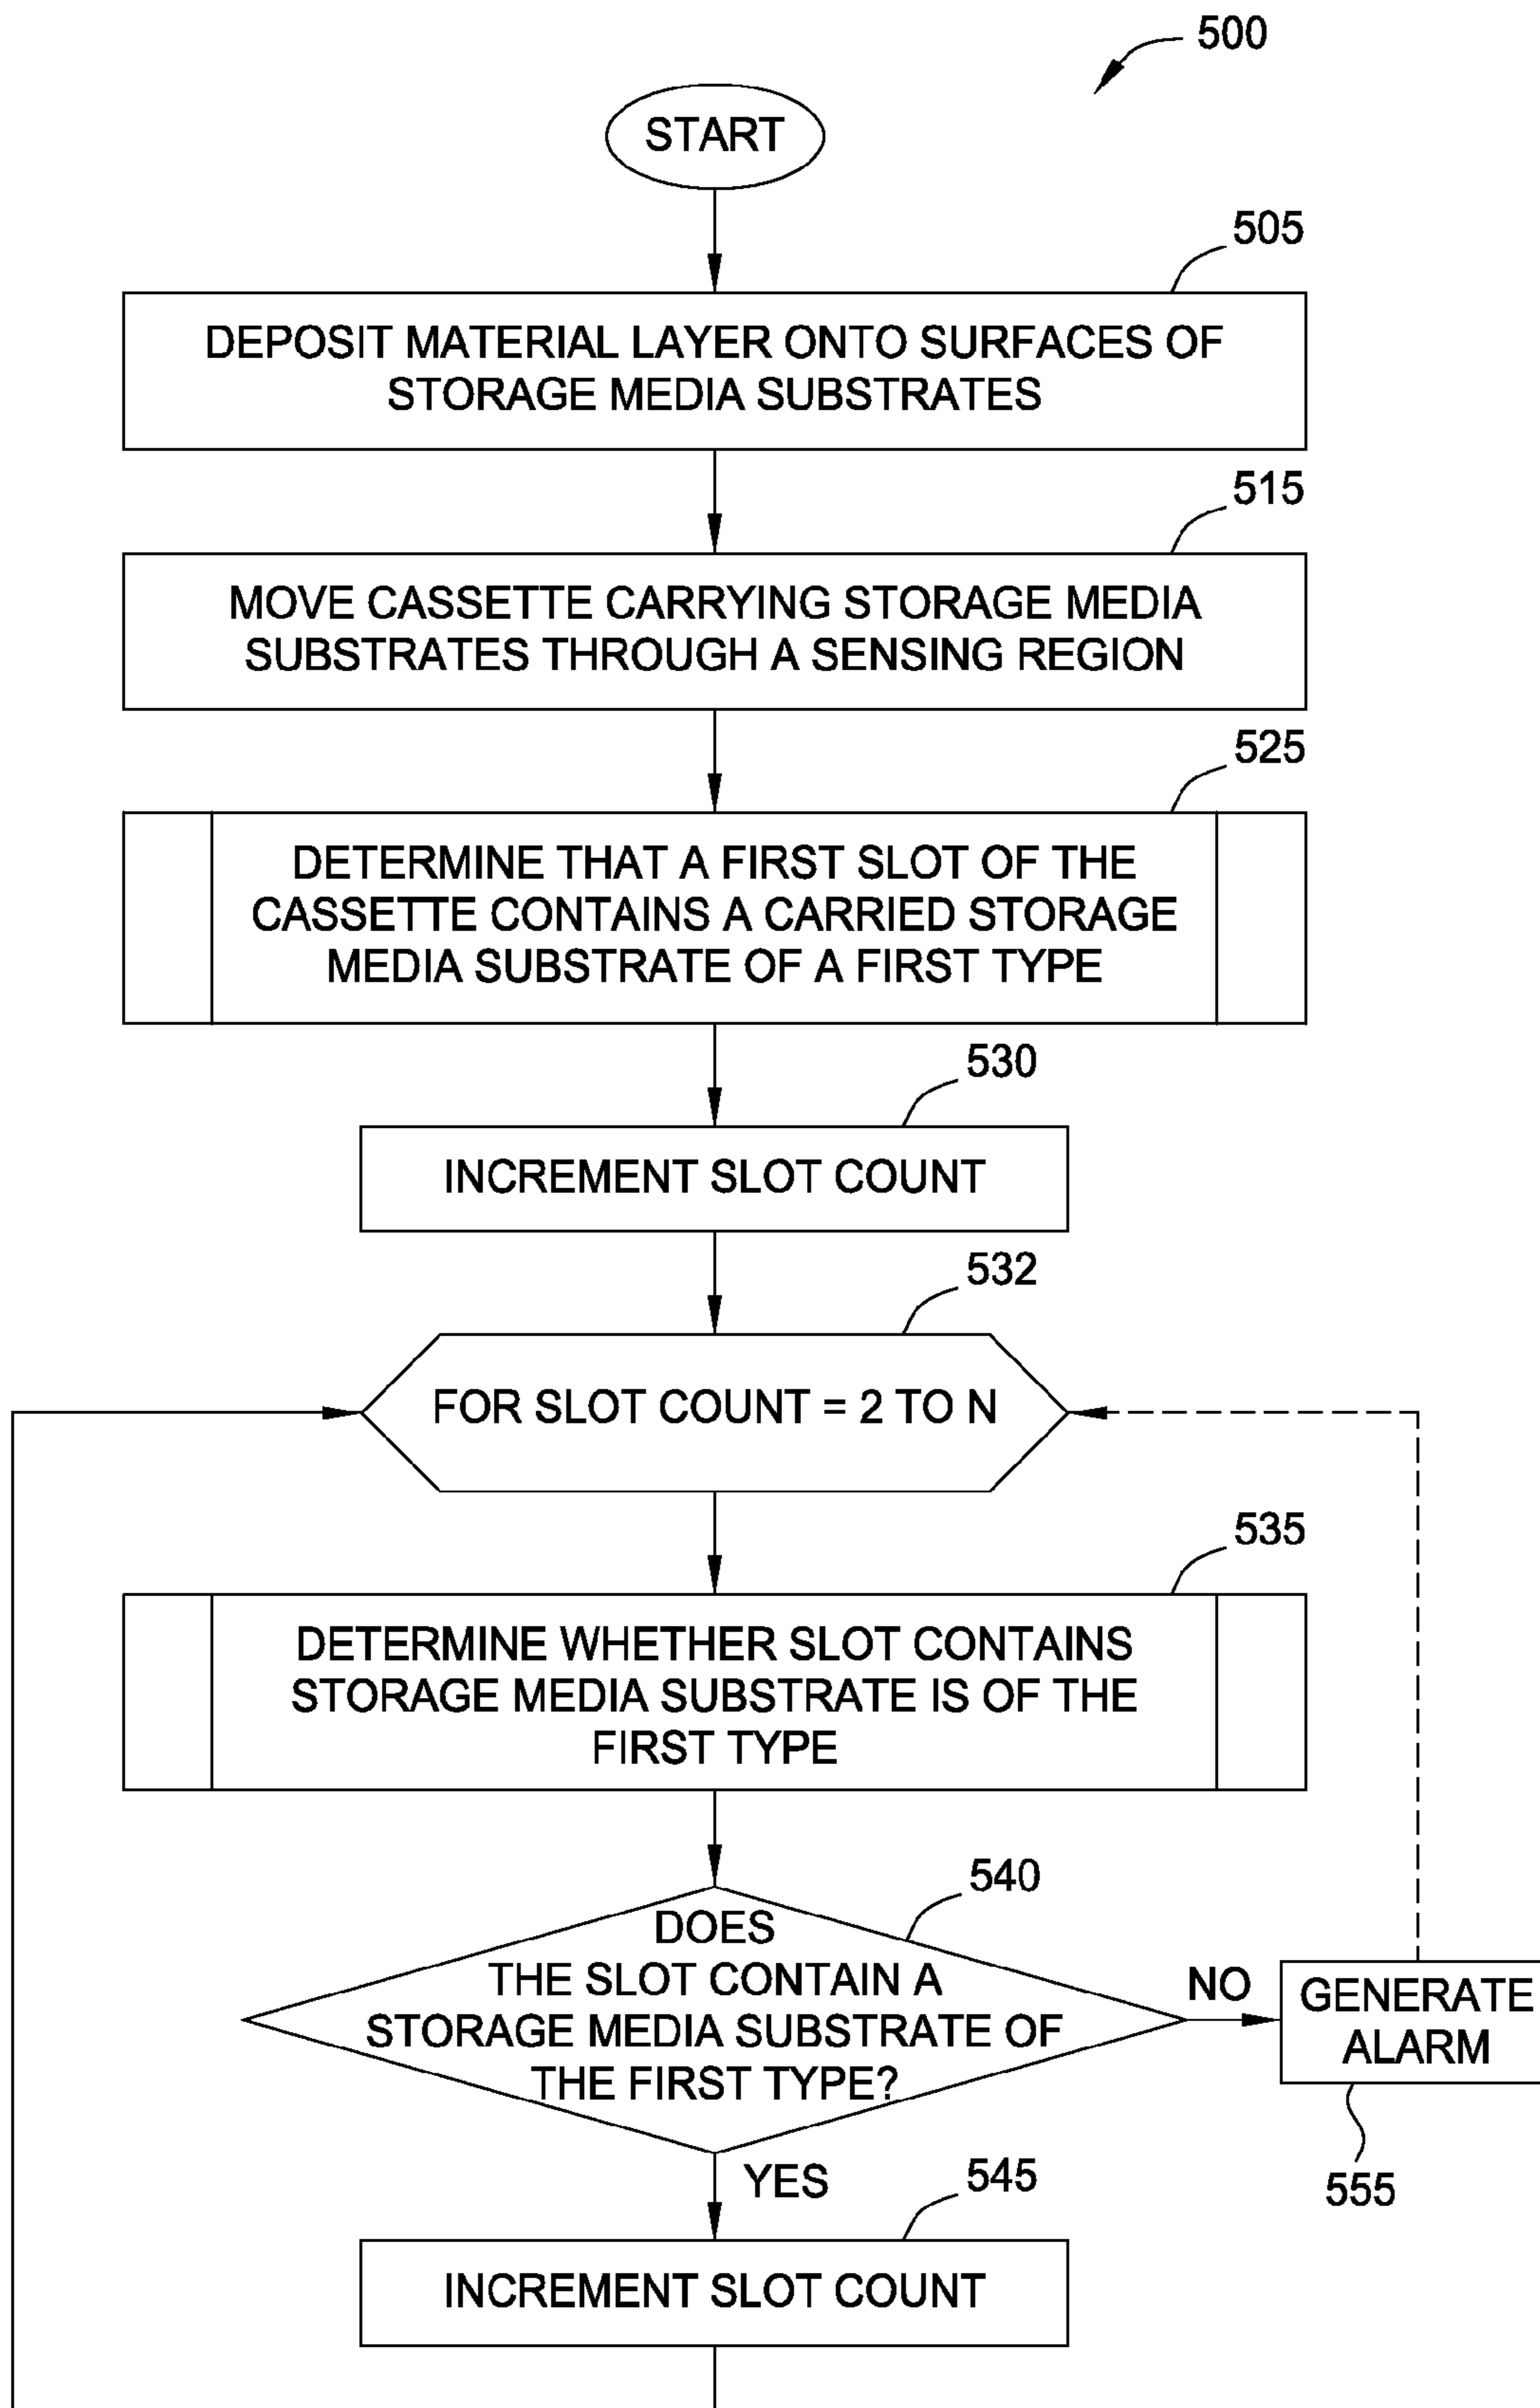 500
START
505
DEPOSIT MATERIAL LAYER ONTO SURFACES OF
STORAGE MEDIA SUBSTRATES
515
MOVE CASSETTE CARRYING STORAGE MEDIA
SUBSTRATES THROUGH A SENSING REGION
525
DETERMINE THAT A FIRST SLOT OF THE
CASSETTE CONTAINS A CARRIED STORAGE
MEDIA SUBSTRATE OF A FIRST TYPE
530
INCREMENT SLOT COUNT
532
FOR SLOT COUNT = 2 TO N
535
DETERMINE WHETHER SLOT CONTAINS
STORAGE MEDIA SUBSTRATE IS OF THE
FIRST TYPE
540
DOES
THE SLOT CONTAIN A
STORAGE MEDIA SUBSTRATE OF
THE FIRST TYPE?
NO
GENERATE
ALARM
555
YES
545
INCREMENT SLOT COUNT